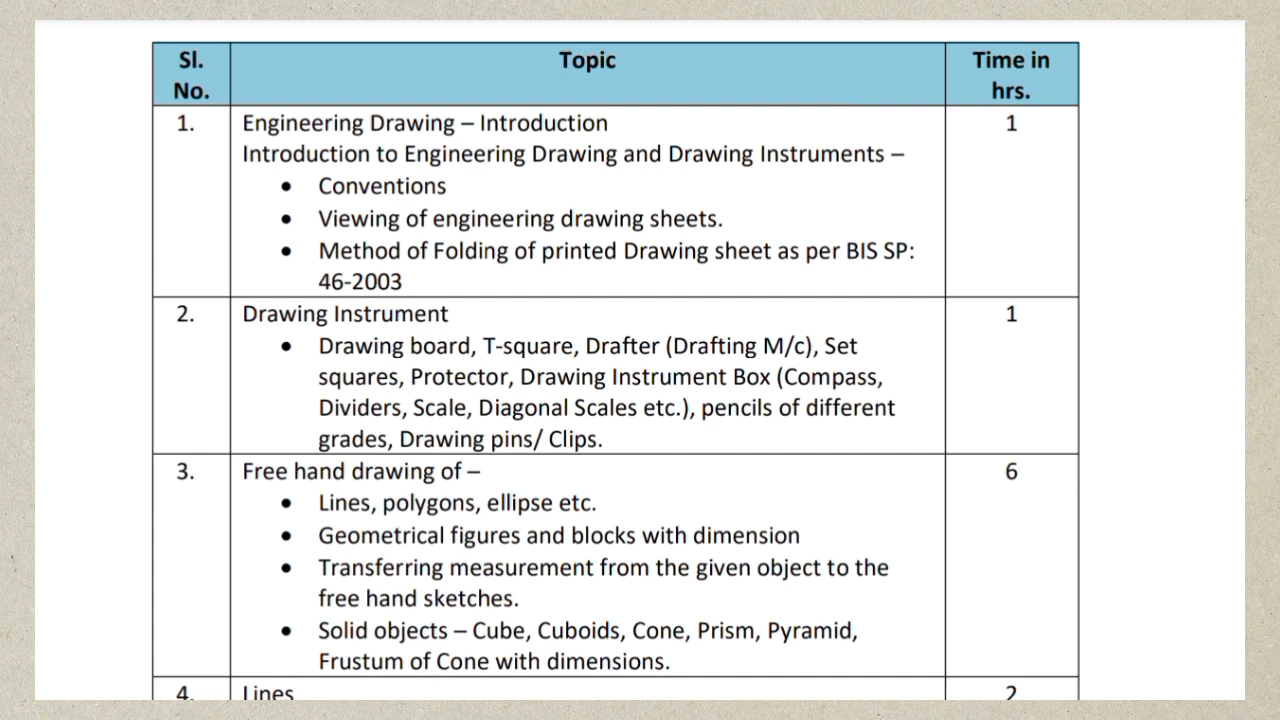 Sl. No. Topic Time in hrs.
1. Engineering Drawing – Introduction 1
Introduction to Engineering Drawing and Drawing Instruments –
• Conventions
• Viewing of engineering drawing sheets.
• Method of Folding of printed Drawing sheet as per BIS SP:
46-2003
2. Drawing Instrument 1
• Drawing board, T-square, Drafter (Drafting M/c), Set
squares, Protector, Drawing Instrument Box (Compass,
Dividers, Scale, Diagonal Scales etc.), pencils of different
grades, Drawing pins/ Clips.
3. Free hand drawing of – 6
• Lines, polygons, ellipse etc.
• Geometrical figures and blocks with dimension
• Transferring measurement from the given object to the
free hand sketches.
• Solid objects – Cube, Cuboids, Cone, Prism, Pyramid,
Frustum of Cone with dimensions.
4. Lines 2